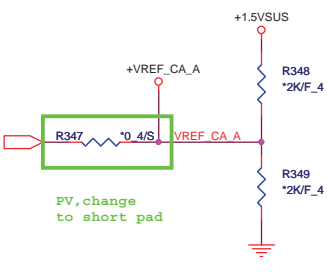 +1.5VSUS
+VREF_CA_A
R348
*2K/F_4
R347
*0_4/S
VREF_CA_A
R349
*2K/F_4
PV,change
to short pad